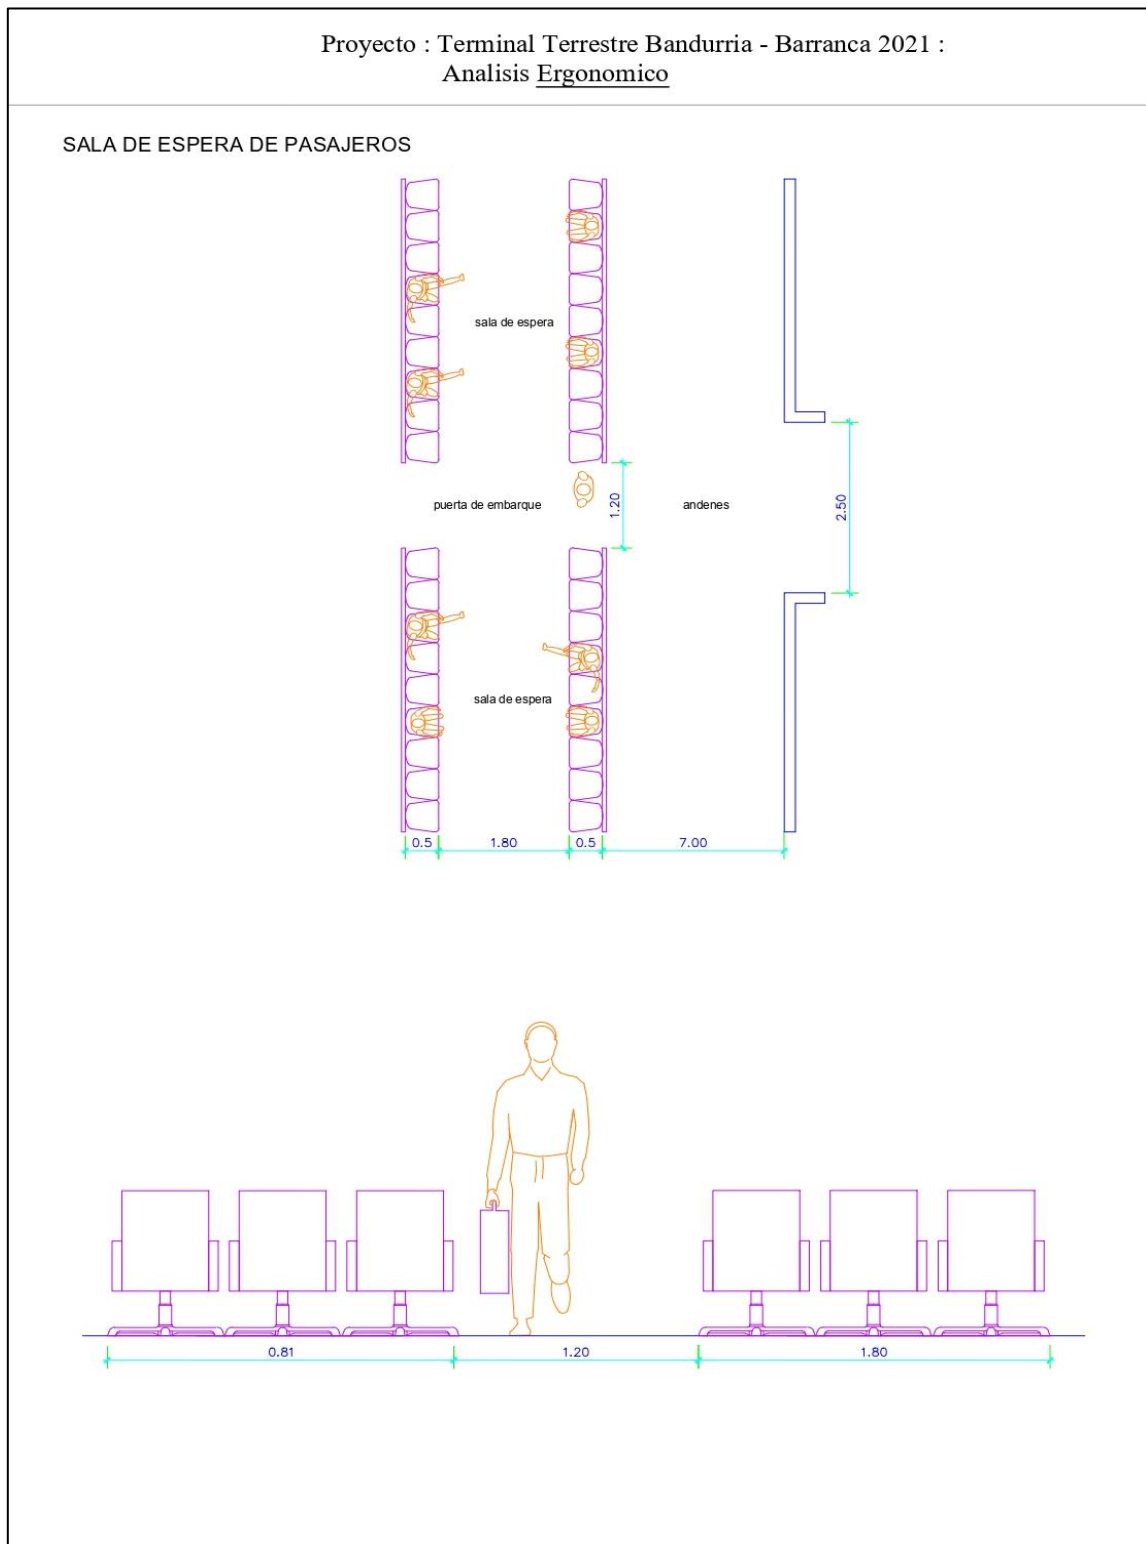 Proyecto : Terminal Terrestre Bandurria - Barranca 2021 :
Analisis Ergonomico
SALA DE ESPERA DE PASAJEROS
sala de espera
puerta de embarque
1.20
andenes
2.50
sala de espera
0.5
1.80
0.5
7.00
0.81
1.20
1.80